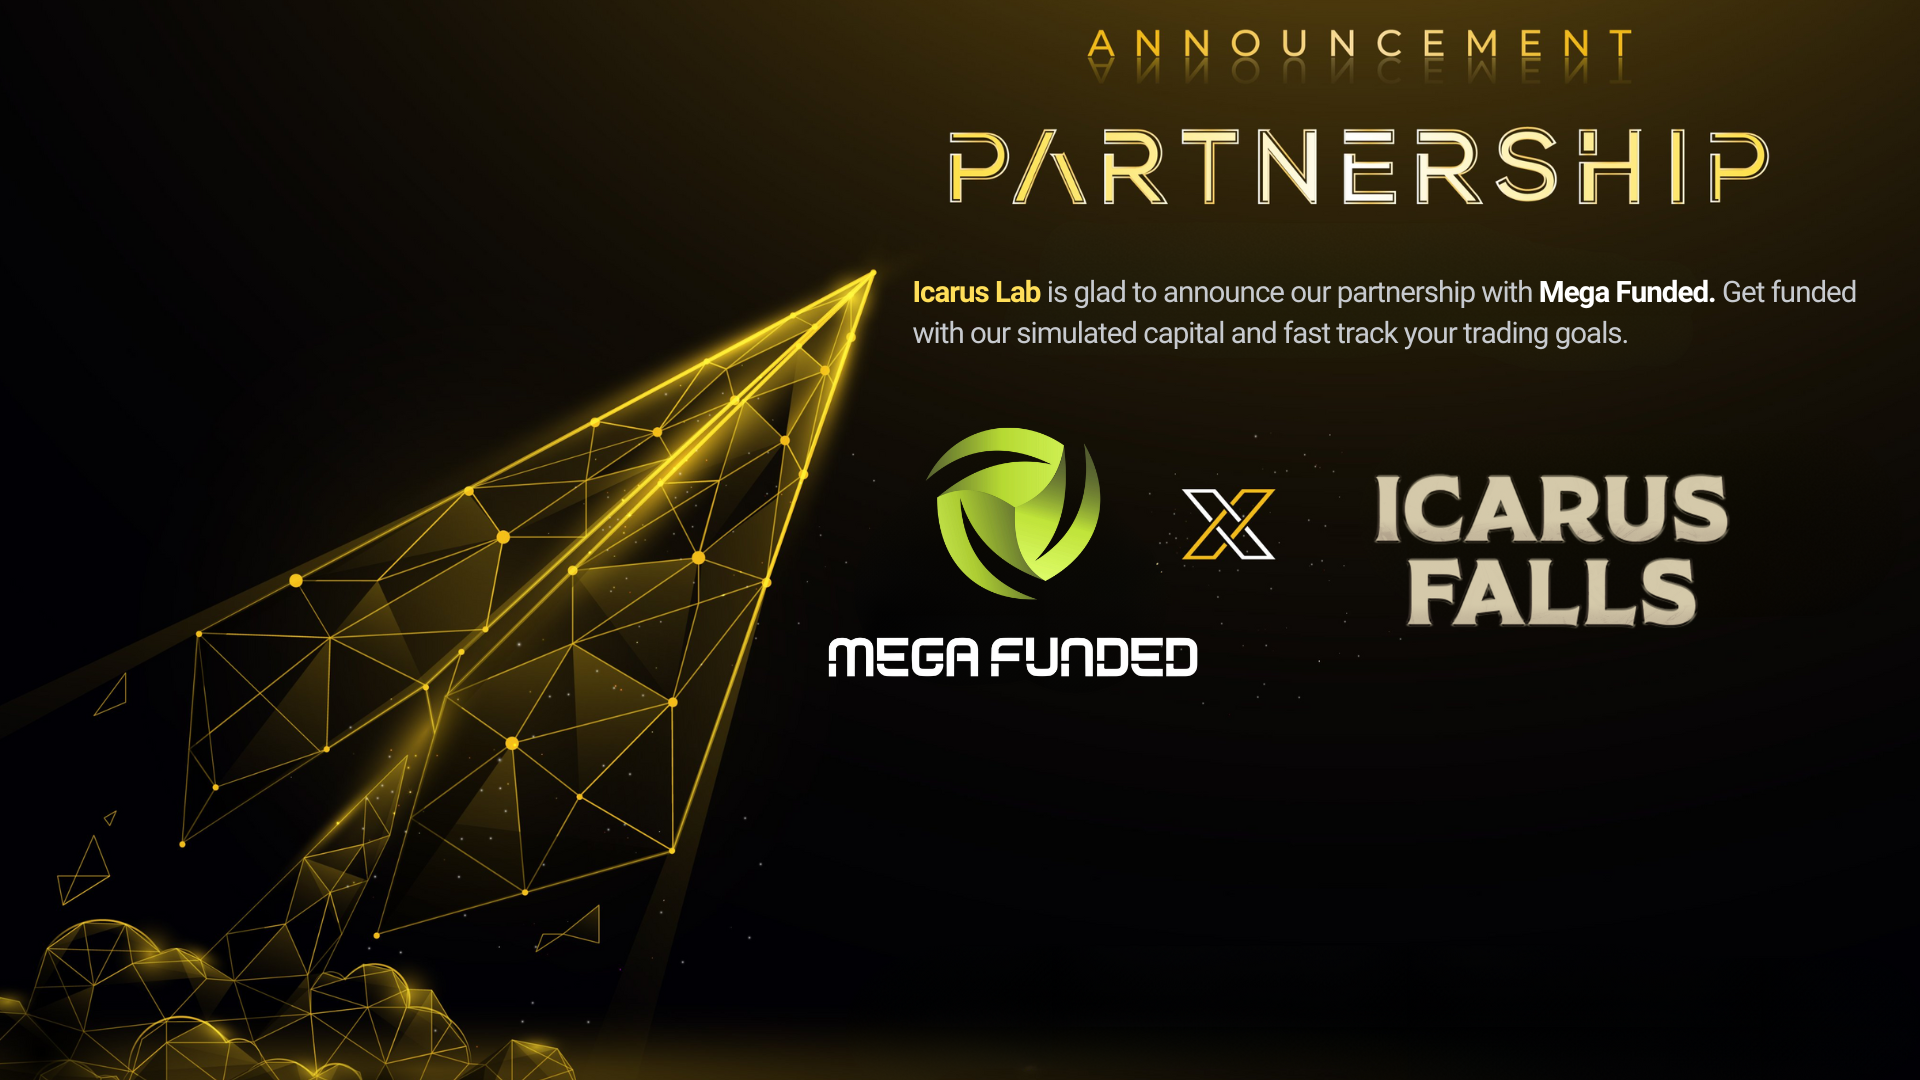 ANNOUNCEMENT
PARTNERSHIP
Icarus Lab is glad to announce our partnership with Mega Funded. Get funded
with our simulated capital and fast track your trading goals.
X
ICARUS
FALLS
MEGA FUNDED